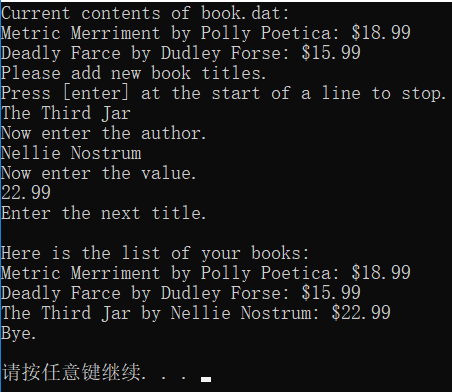 Current contents of book.dat:
Metric Merriment by Polly Poetica: $18.99
Deadly Farce by Dudley Forse: $15.99
Please add new book titles.
Press [enter] at the start of a line to stop.
The Third Jar
Now enter the author.
Nellie Nostrum
Now enter the value.
22.99
Enter the next title.
Here is the list of your books:
Metric Merriment by Polly Poetica: $18.99
Deadly Farce by Dudley Forse: $15.99
The Third Jar by Nellie Nostrum: $22.99
Bye.
请按任意键继续. . .